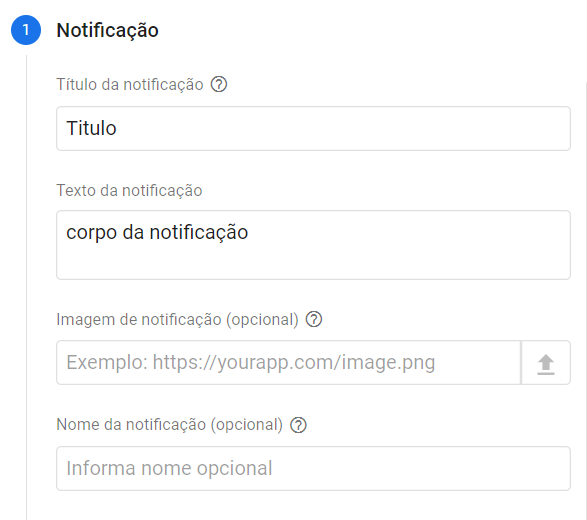 1 Notificação
Título da notificação ?
Titulo
Texto da notificação
corpo da notificação
Imagem de notificação (opcional) ?
Exemplo: https://yourapp.com/image.png
Nome da notificação (opcional) ?
Informa nome opcional